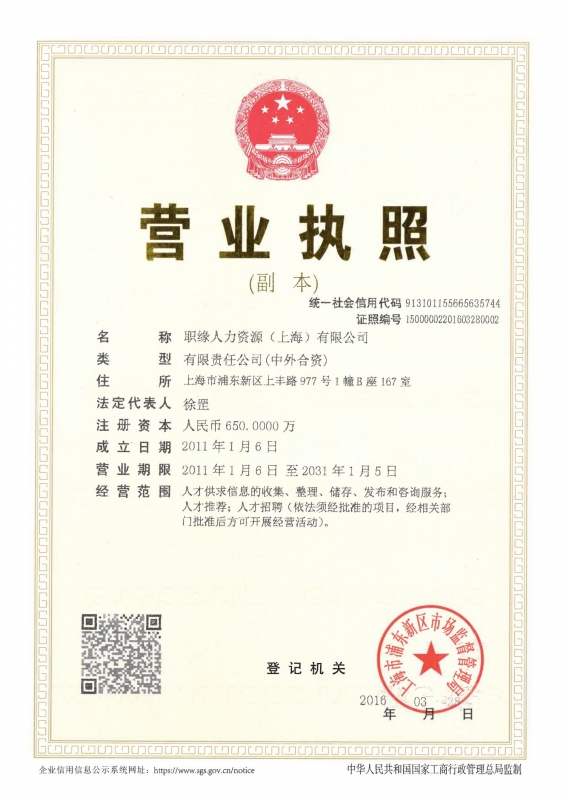 营业执照
(副 本)
统一社会信用代码 913101155665635744
证照编号 15000002201603280002
名 称 职缘人力资源（上海）有限公司
类 型 有限责任公司(中外合资)
住 所 上海市浦东新区上丰路 977 号 1 幢 B 座 167 室
法定代表人 徐罡
注册资本 人民币 650.0000 万
成立日期 2011 年 1 月 6 日
营业期限 2011 年 1 月 6 日 至 2031 年 1 月 5 日
经营范围 人才供求信息的收集、整理、储存、发布和咨询服务；
人才推荐；人才招聘（依法须经批准的项目，经相关部
门批准后方可开展经营活动）。
上海市浦东新区市场监督管理局
登记机关
2016 03 28
年 月 日
企业信用信息公示系统网址：https://www.sgs.gov.cn/notice
中华人民共和国国家工商行政管理总局监制